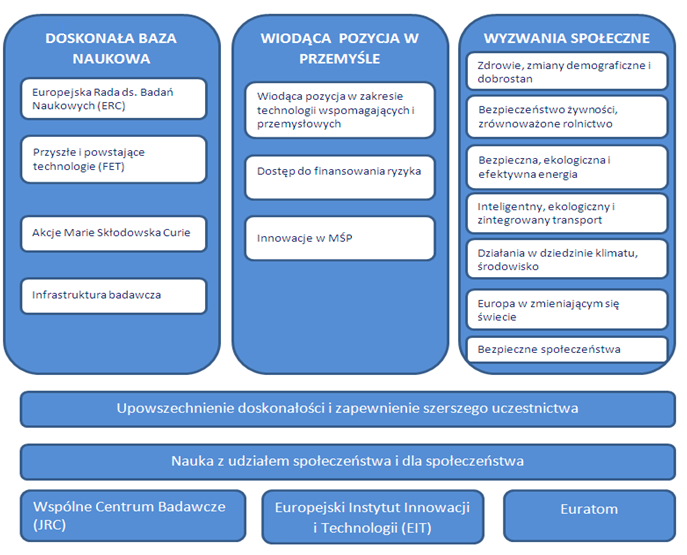 DOSKONAŁA BAZA
NAUKOWA
Europejska Rada ds. Badań
Naukowych (ERC)
Przyszłe i powstające
technologie (FET)
Akcje Marie Skłodowska Curie
Infrastruktura badawcza
WIODĄCA POZYCJA W
PRZEMYŚLE
Wiodąca pozycja w zakresie
technologii wspomagających i
przemysłowych
Dostęp do finansowania ryzyka
Innowacje w MŚP
WYZWANIA SPOŁECZNE
Zdrowie, zmiany demograficzne i
dobrostan
Bezpieczeństwo żywności,
zrównoważone rolnictwo
Bezpieczna, ekologiczna i
efektywna energia
Inteligentny, ekologiczny i
zintegrowany transport
Działania w dziedzinie klimatu,
środowisko
Europa w zmieniającym się
świecie
Bezpieczne społeczeństwa
Upowszechnienie doskonałości i zapewnienie szerszego uczestnictwa
Nauka z udziałem społeczeństwa i dla społeczeństwa
Wspólne Centrum Badawcze
(JRC)
Europejski Instytut Innowacji
i Technologii (EIT)
Euratom